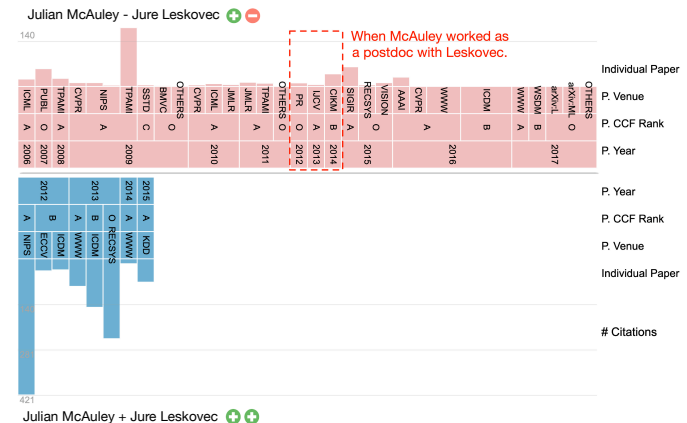 Julian McAuley - Jure Leskovec
140
When McAuley worked as
a postdoc with Leskovec.
Individual Paper
ICML PUBL TPAMI CVPR NIPS TPAMI SSTD BMVC OTHERS CVPR ICML JMLR JMLR TPAMI OTHERS PR IJCV CIKM SIGIR RECSYS VISION AAAI CVPR WWW ICDM WWW WSDM arXiv:L arXiv:ML OTHERS P. Venue
A O A A C O A A O O A B A O A B A B O P. CCF Rank
2006 2007 2008 2009 2010 2011 2012 2013 2014 2015 2016 2017 P. Year
2012 2013 2014 2015 P. Year
A B A B O A A P. CCF Rank
NIPS ECCV ICDM WWW ICDM RECSYS WWW KDD P. Venue
Individual Paper
# Citations
421
Julian McAuley + Jure Leskovec